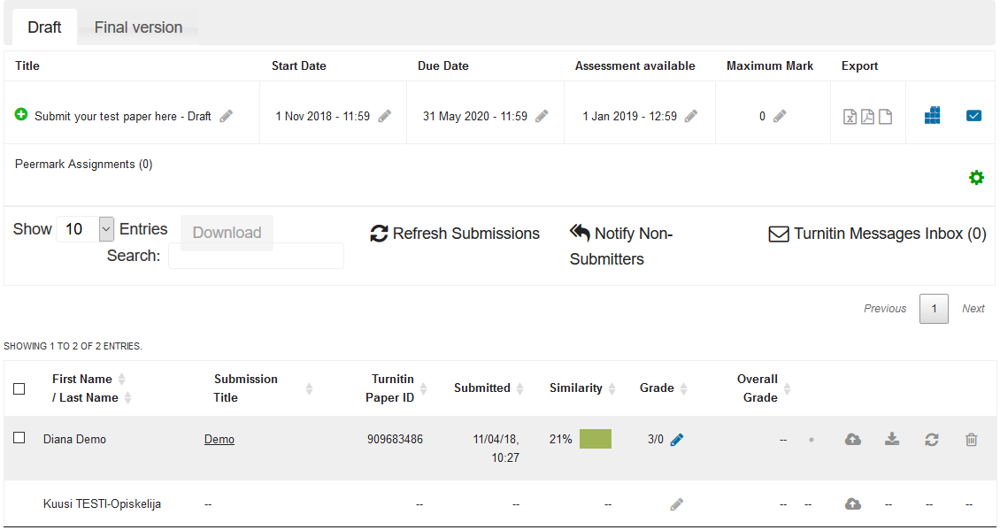 Draft Final version
Title Start Date Due Date Assessment available Maximum Mark Export
Submit your test paper here - Draft 1 Nov 2018 - 11:59 31 May 2020 - 11:59 1 Jan 2019 - 12:59 0
Peermark Assignments (0)
Show 10 Entries Download
Search:
Refresh Submissions
Notify Non-
Submitters
Turnitin Messages Inbox (0)
Previous 1 Next
SHOWING 1 TO 2 OF 2 ENTRIES.
First Name
/ Last Name
Submission
Title
Turnitin
Paper ID
Submitted
Similarity
Grade
Overall
Grade
Diana Demo Demo 909683486 11/04/18,
10:27
21% 3/0 --
Kuusi TESTI-Opiskelija -- -- -- -- -- -- -- -- --